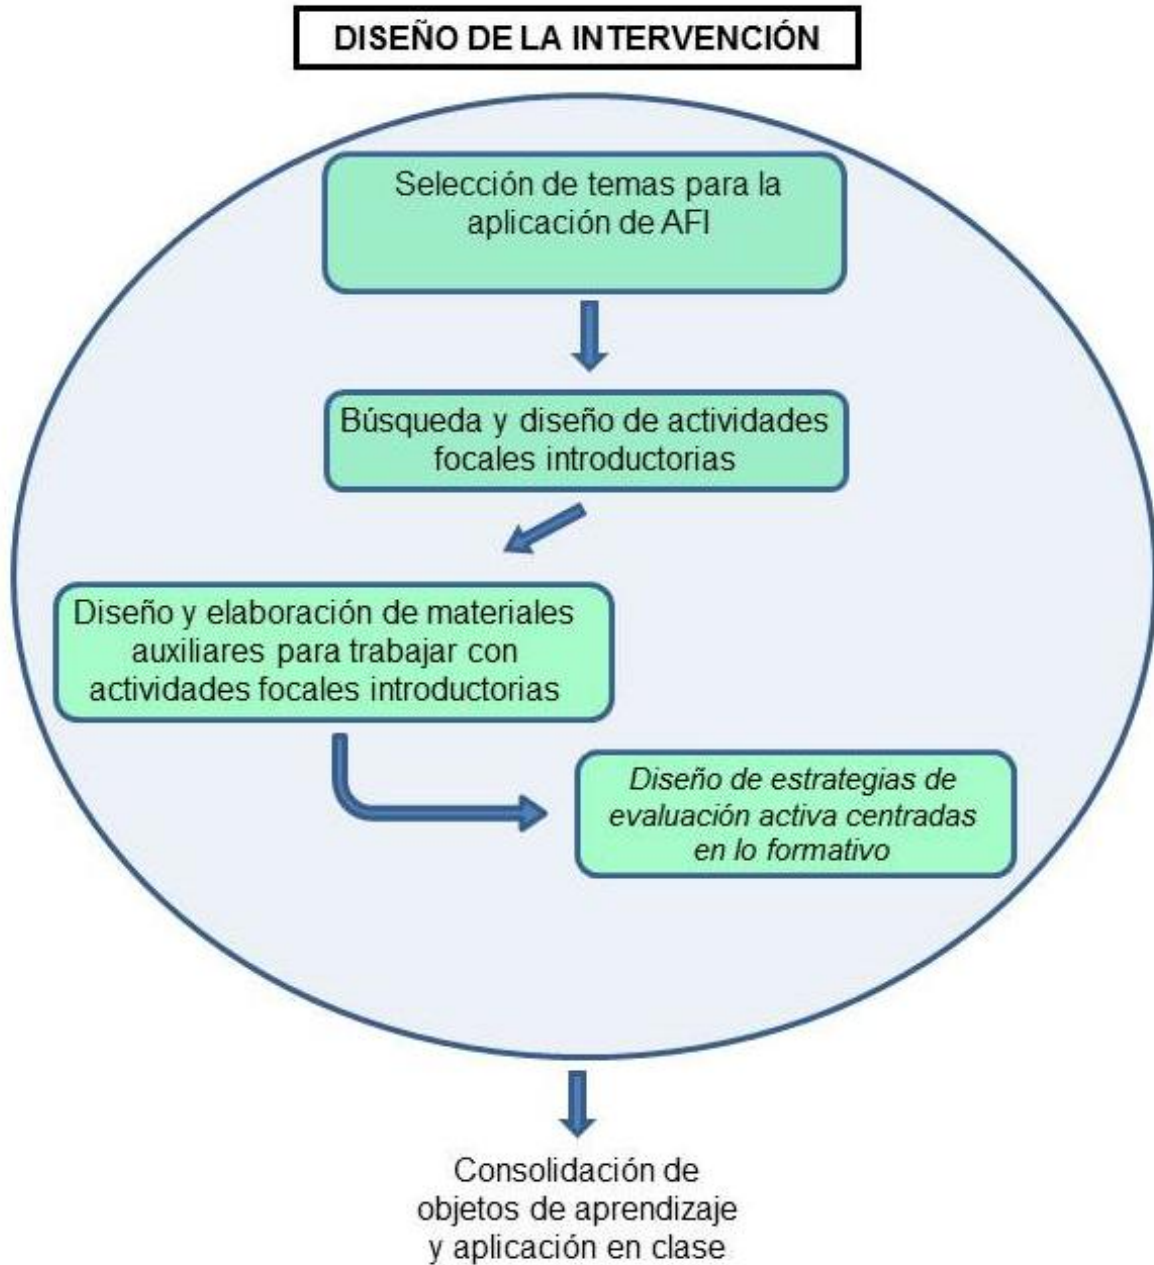 DISEÑO DE LA INTERVENCIÓN
Selección de temas para la
aplicación de AFI
Búsqueda y diseño de actividades
focales introductorias
Diseño y elaboración de materiales
auxiliares para trabajar con
actividades focales introductorias
Diseño de estrategias de
evaluación activa centradas
en lo formativo
Consolidación de
objetos de aprendizaje
y aplicación en clase